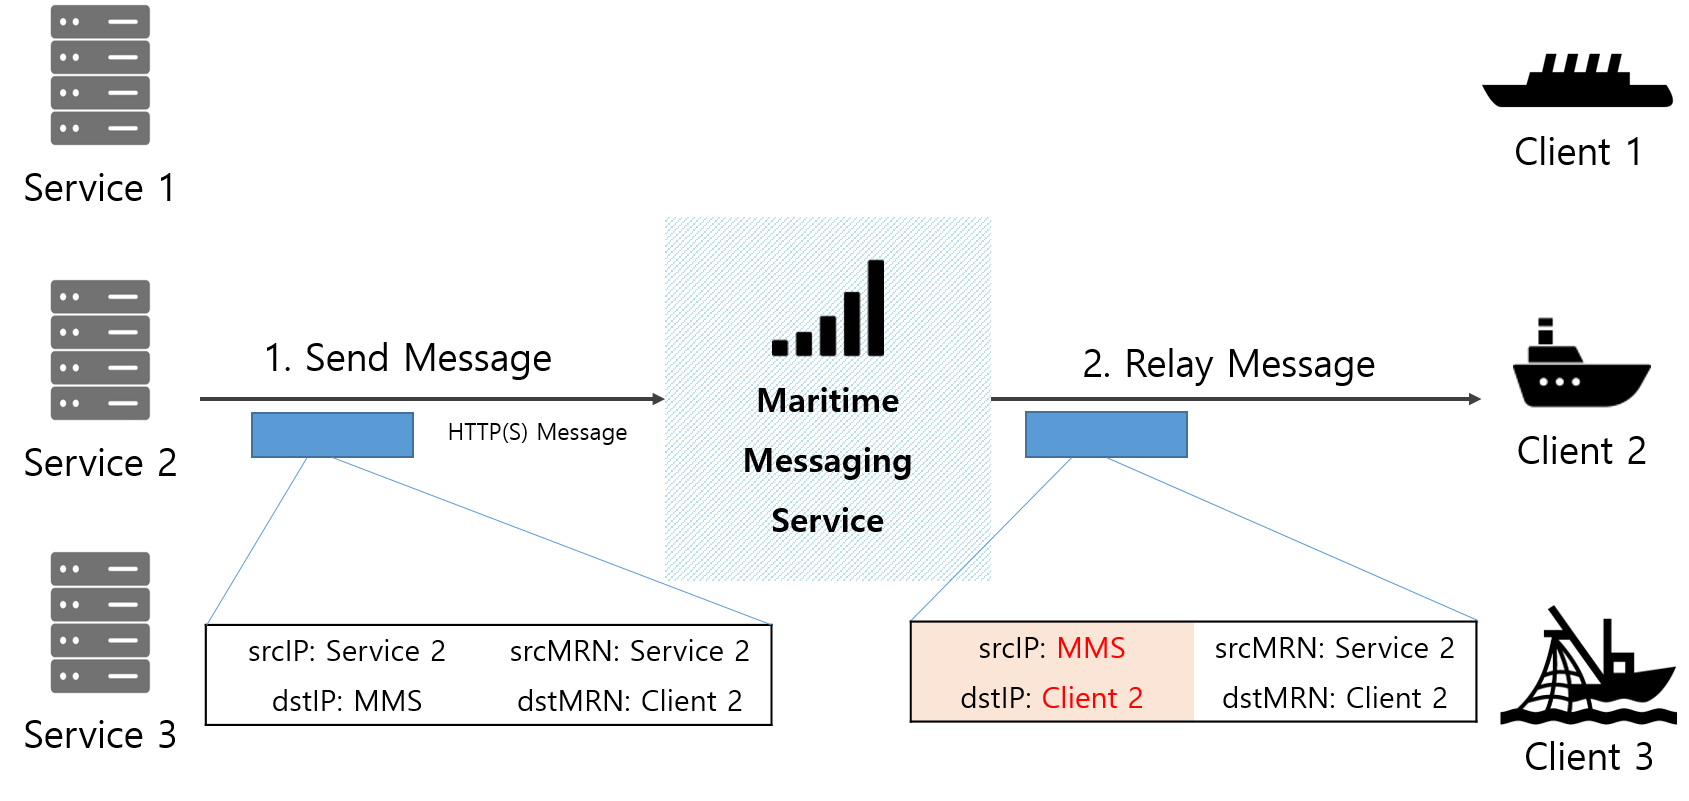 Service 1
Client 1
1. Send Message
HTTP(S) Message
Service 2
Maritime
Messaging
Service
2. Relay Message
Client 2
srcIP: Service 2 srcMRN: Service 2
dstIP: MMS dstMRN: Client 2
srcIP: MMS srcMRN: Service 2
dstIP: Client 2 dstMRN: Client 2
Service 3
Client 3